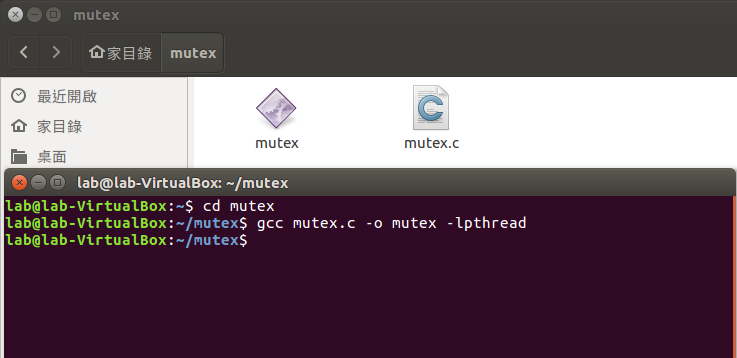 mutex
家目錄 mutex
最近開啟
家目錄
桌面
mutex mutex.c
lab@lab-VirtualBox: ~/mutex
lab@lab-VirtualBox:~$ cd mutex
lab@lab-VirtualBox:~/mutex$ gcc mutex.c -o mutex -lpthread
lab@lab-VirtualBox:~/mutex$